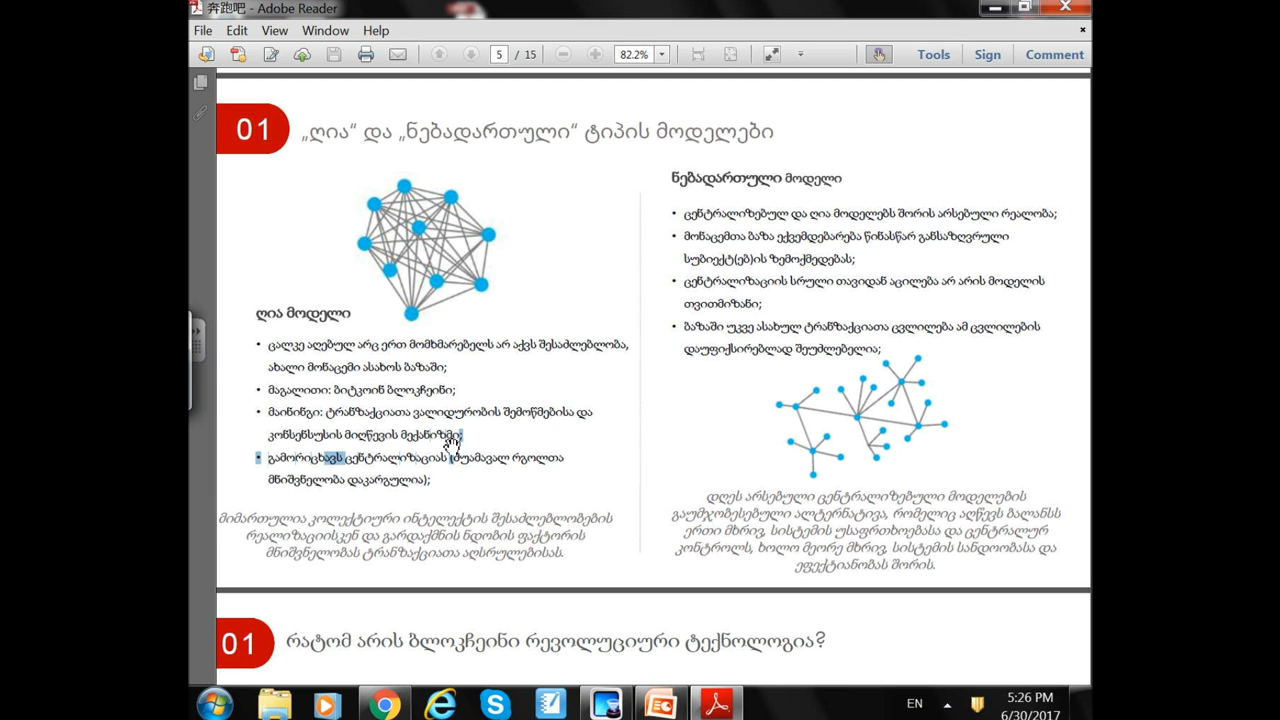 奔跑吧 - Adobe Reader
File Edit View Window Help
5 / 15 82.2% Tools Sign Comment
01 „ღია“ და „ნებადართული“ ტიპის მოდელები
ღია მოდელი
• ცალკე აღებულ არც ერთ მომხმარებელს არ აქვს შესაძლებლობა,
ახალი მონაცემი ასახოს ბაზაში;
• მაგალითი: ბიტკოინ ბლოკჩეინი;
• მაინინგი: ტრანზაქციათა ვალიდურობის შემოწმებისა და
კონსენსუსის მიღწევის მექანიზმი;
• გამორიცხავს ცენტრალიზაციას (შუამავალ რგოლთა
მნიშვნელობა დაკარგულია);
მიმართულია კოლექტიური ინტელექტის შესაძლებლობების
რეალიზაციისკენ და გარდაქმნის ნდობის ფაქტორის
მნიშვნელობას ტრანზაქციათა აღსრულებისას.
ნებადართული მოდელი
• ცენტრალიზებულ და ღია მოდელებს შორის არსებული რეალობა;
• მონაცემთა ბაზა ექვემდებარება წინასწარ განსაზღვრული
სუბიექტ(ებ)ის ზემოქმედებას;
• ცენტრალიზაციის სრული თავიდან აცილება არ არის მოდელის
თვითმიზანი;
• ბაზაში უკვე ასახულ ტრანზაქციათა ცვლილება ამ ცვლილების
დაუფიქსირებლად შეუძლებელია;
დღეს არსებული ცენტრალიზებული მოდელების
გაუმჯობესებული ალტერნატივა, რომელიც აღწევს ბალანსს
ერთი მხრივ, სისტემის უსაფრთხოებასა და ცენტრალურ
კონტროლს, ხოლო მეორე მხრივ, სისტემის სანდოობასა და
ეფექტიანობას შორის.
01 რატომ არის ბლოკჩეინი რევოლუციური ტექნოლოგია?
EN 5:26 PM
6/30/2017